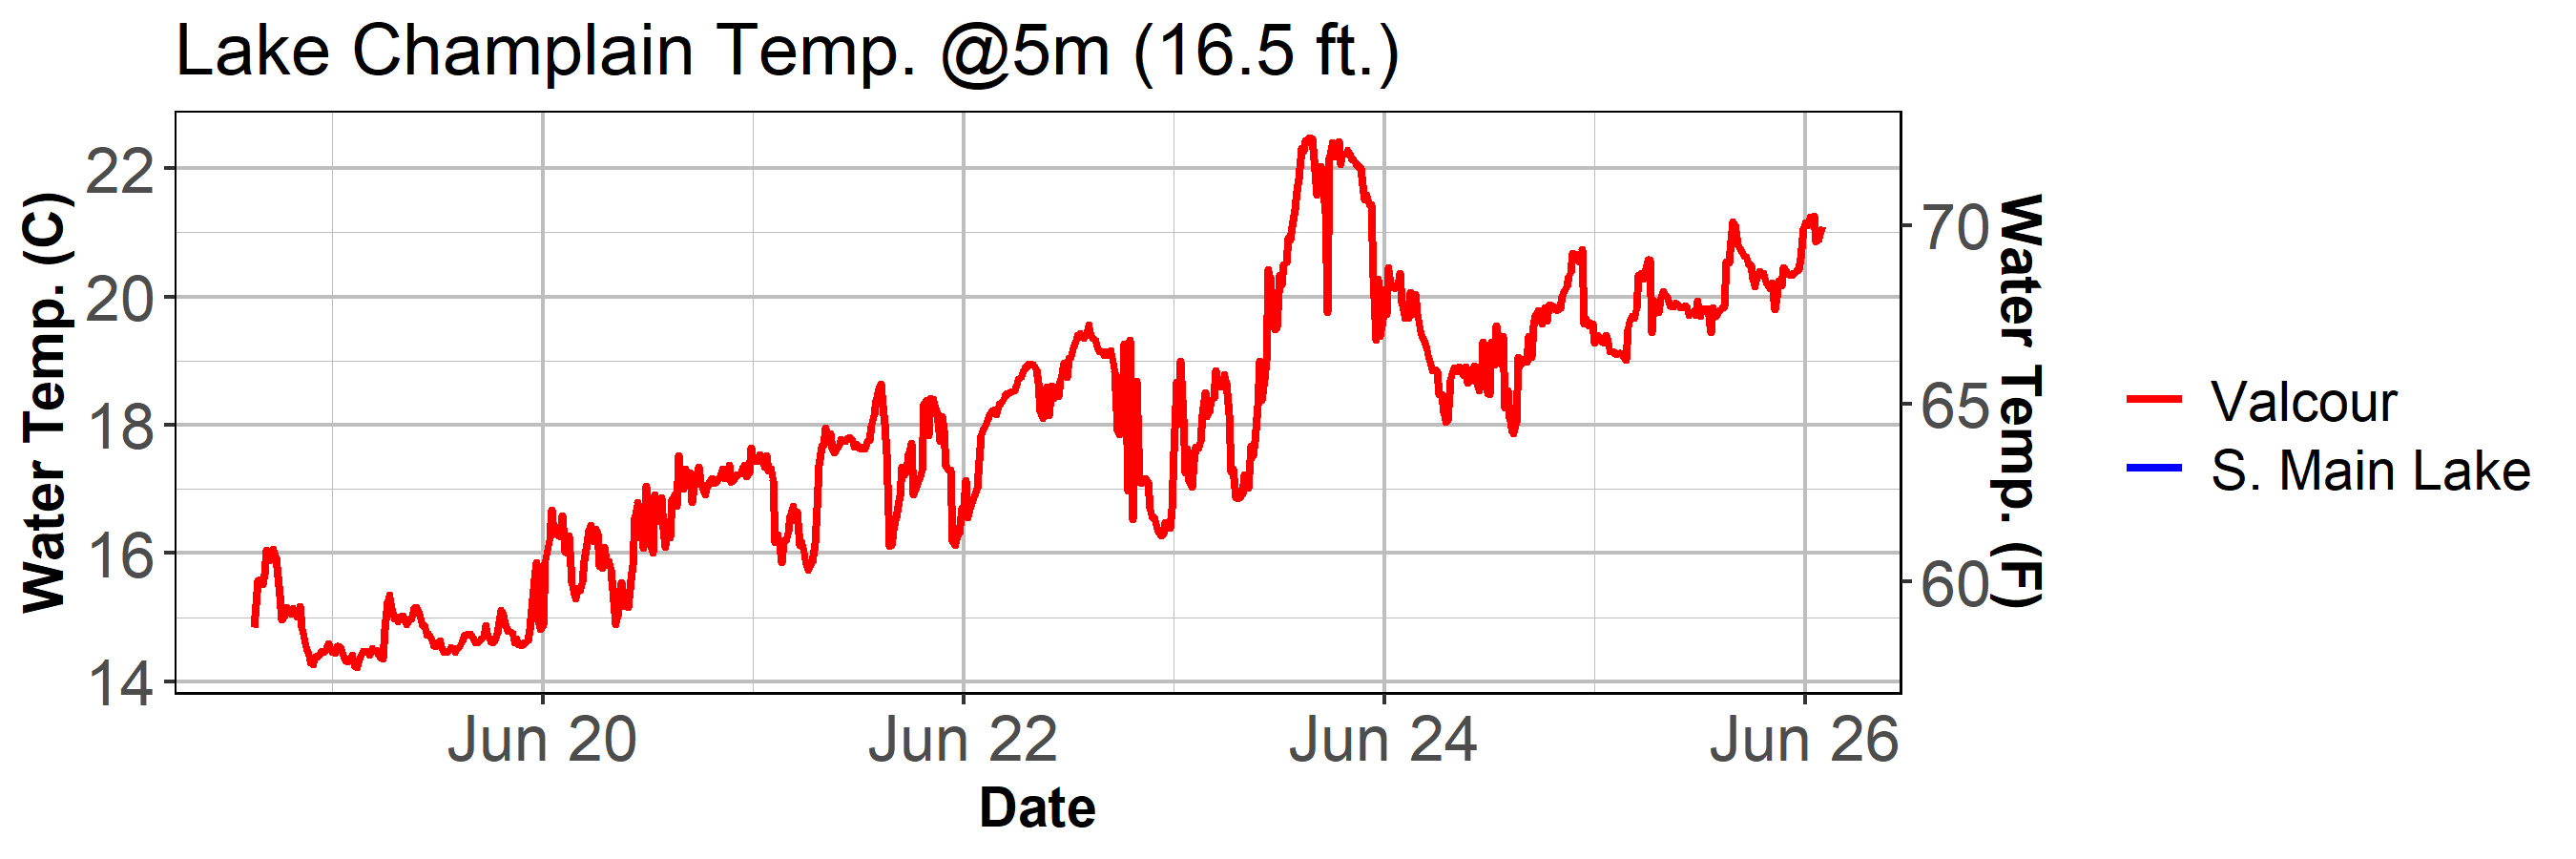 Lake Champlain Temp. @5m (16.5 ft.)
Water Temp. (C)
22
20
18
16
14
70
65
60
Water Temp. (F)
Jun 20
Jun 22
Jun 24
Jun 26
Date
Valcour
S. Main Lake